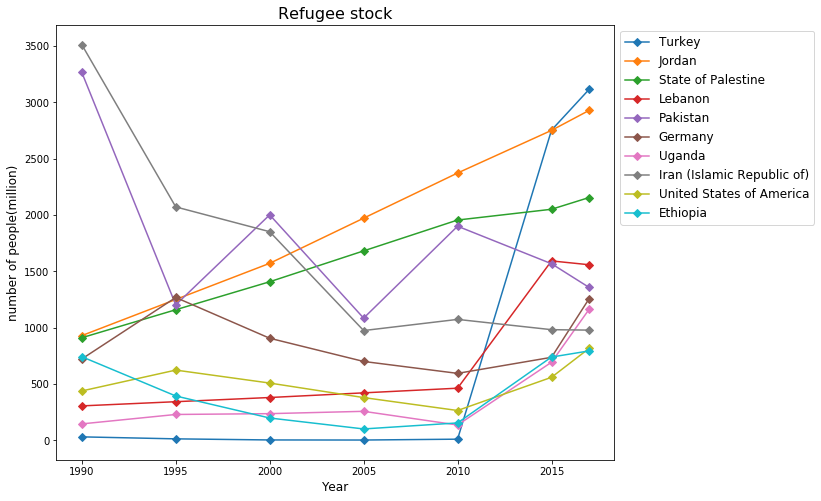 Refugee stock
number of people(million)
3500
3000
2500
2000
1500
1000
500
0
1990
1995
2000
2005
2010
2015
Year
Turkey
Jordan
State of Palestine
Lebanon
Pakistan
Germany
Uganda
Iran (Islamic Republic of)
United States of America
Ethiopia